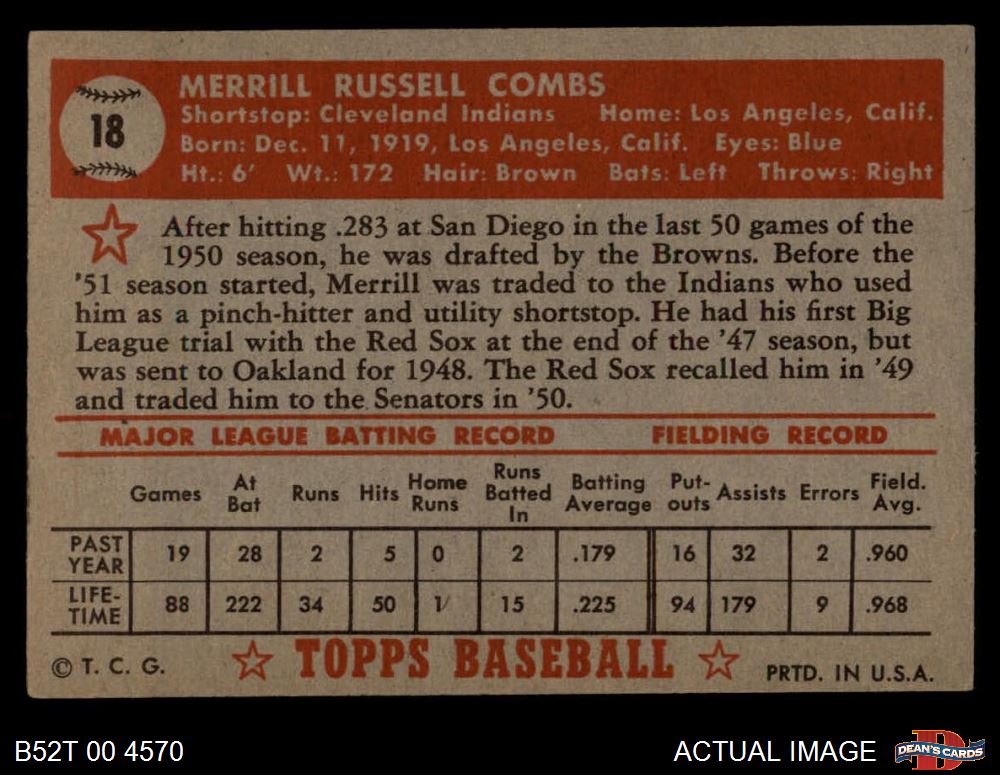 18
MERRILL RUSSELL COMBS
Shortstop: Cleveland Indians Home: Los Angeles, Calif.
Born: Dec. 11, 1919, Los Angeles, Calif. Eyes: Blue
Ht.: 6' Wt.: 172 Hair: Brown Bats: Left Throws: Right
After hitting .283 at San Diego in the last 50 games of the
1950 season, he was drafted by the Browns. Before the
'51 season started, Merrill was traded to the Indians who used
him as a pinch-hitter and utility shortstop. He had his first Big
League trial with the Red Sox at the end of the '47 season, but
was sent to Oakland for 1948. The Red Sox recalled him in '49
and traded him to the Senators in '50.
MAJOR LEAGUE BATTING RECORD FIELDING RECORD
Games At Bat Runs Hits Home Runs Runs Batted In Batting Average Put-outs Assists Errors Field. Avg.
PAST YEAR 19 28 2 5 0 2 .179 16 32 2 .960
LIFE-TIME 88 222 34 50 1 15 .225 94 179 9 .968
© T. C. G. TOPPS BASEBALL PRTD. IN U.S.A.
B52T 00 4570 ACTUAL IMAGE DEAN'S CARDS